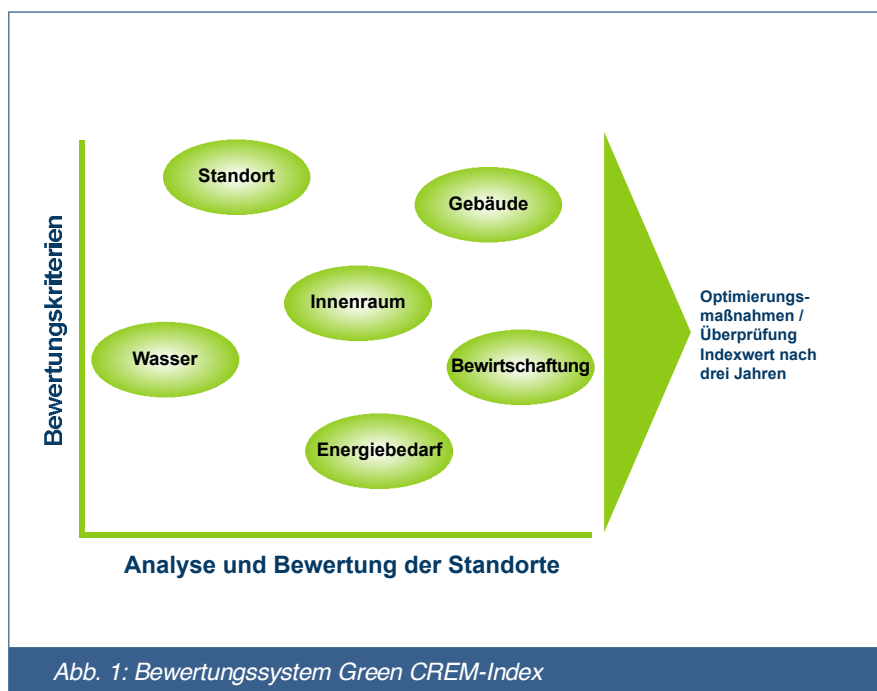 Bewertungskriterien
Standort
Gebäude
Innenraum
Wasser
Bewirtschaftung
Energiebedarf
Optimierungs-
maßnahmen /
Überprüfung
Indexwert nach
drei Jahren
Analyse und Bewertung der Standorte
Abb. 1: Bewertungssystem Green CREM-Index